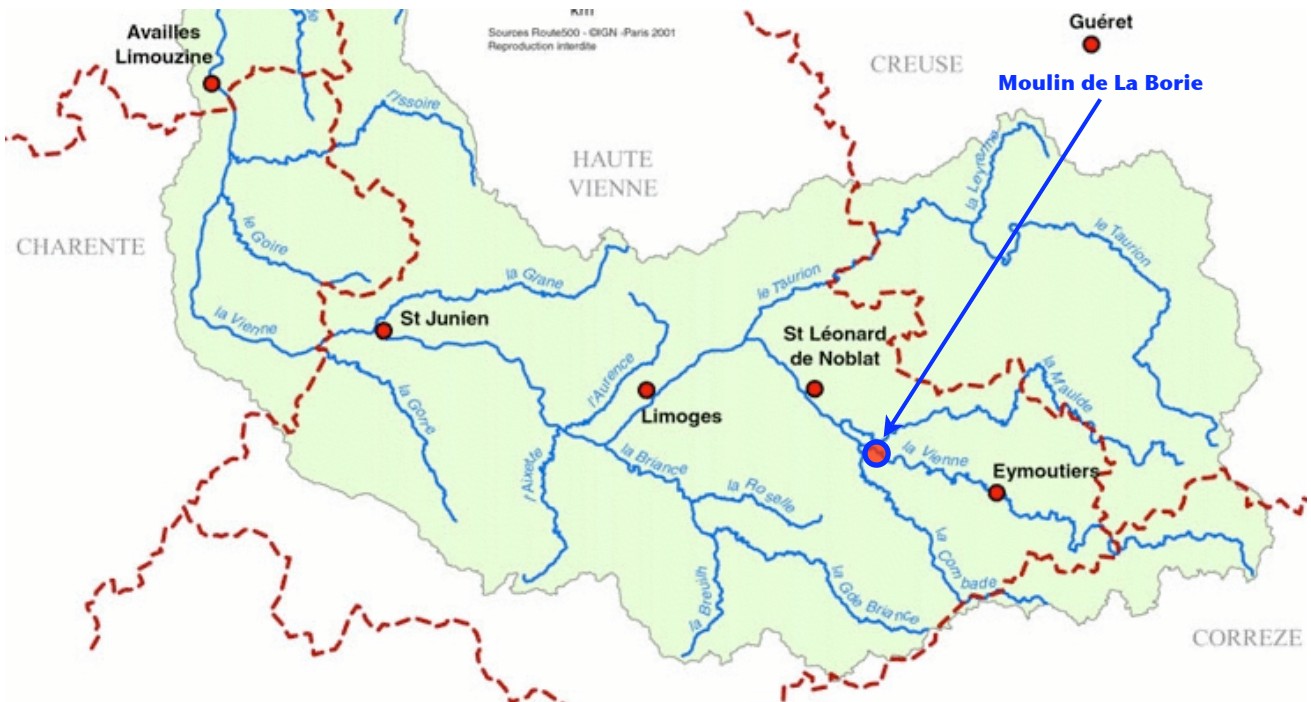 km
Sources Route500 - ©IGN -Paris 2001
Reproduction interdite
Availles
Limouzine
Guéret
CREUSE
Moulin de La Borie
l'Issoire
HAUTE
VIENNE
la Leyrenne
le Goire
CHARENTE
le Taurion
la Grane
le Taurion
la Vienne
St Junien
St Léonard
de Noblat
l'Aurence
la Maulde
la Gorre
Limoges
la Vienne
la Briance
Eymoutiers
l'Aixette
la Roselle
la Combade
la Breuilh
la Gde Briance
CORREZE